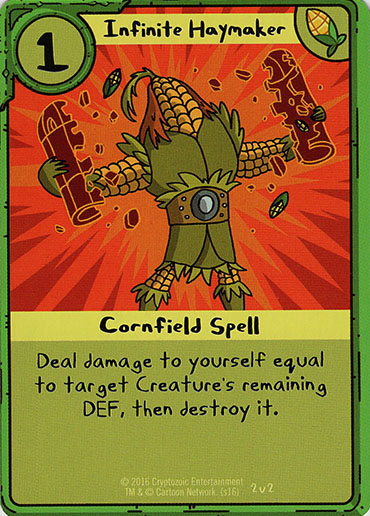 1
Infinite Haymaker
Cornfield Spell
Deal damage to yourself equal
to target Creature's remaining
DEF, then destroy it.
© 2016 Cryptozoic Entertainment
TM & © Cartoon Network. (s16)
2v2